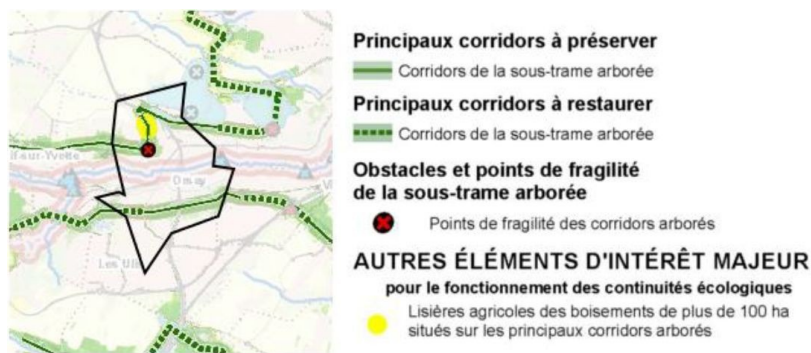 Principaux corridors à préserver
Corridors de la sous-trame arborée
Principaux corridors à restaurer
Corridors de la sous-trame arborée
Obstacles et points de fragilité
de la sous-trame arborée
Points de fragilité des corridors arborés
AUTRES ÉLÉMENTS D'INTÉRÊT MAJEUR
pour le fonctionnement des continuités écologiques
Lisières agricoles des boisements de plus de 100 ha
situés sur les principaux corridors arborés
if-sur-Yvette
Orsay
Les Ulis